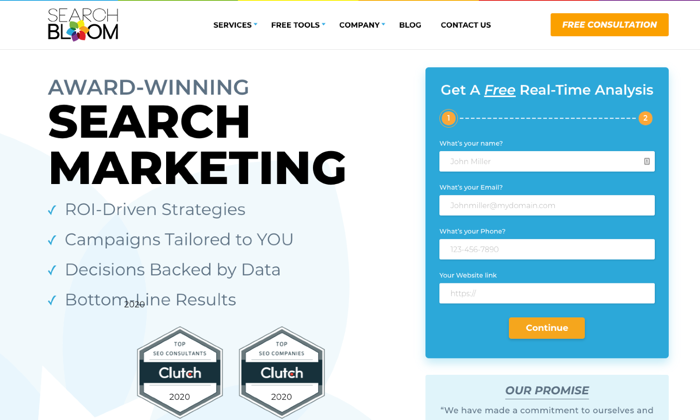 SEARCH
BLOOM
SERVICES
FREE TOOLS
COMPANY
BLOG
CONTACT US
FREE CONSULTATION
AWARD-WINNING
SEARCH
MARKETING
✓ ROI-Driven Strategies
✓ Campaigns Tailored to YOU
✓ Decisions Backed by Data
✓ Bottom-Line Results
2020
TOP
SEO CONSULTANTS
Clutch
2020
TOP
SEO COMPANIES
Clutch
2020
Get A Free Real-Time Analysis
1
2
What's your name?
John Miller
What's your Email?
Johnmiller@mydomain.com
What's your Phone?
123-456-7890
Your Website link
https://
Continue
OUR PROMISE
"We have made a commitment to ourselves and